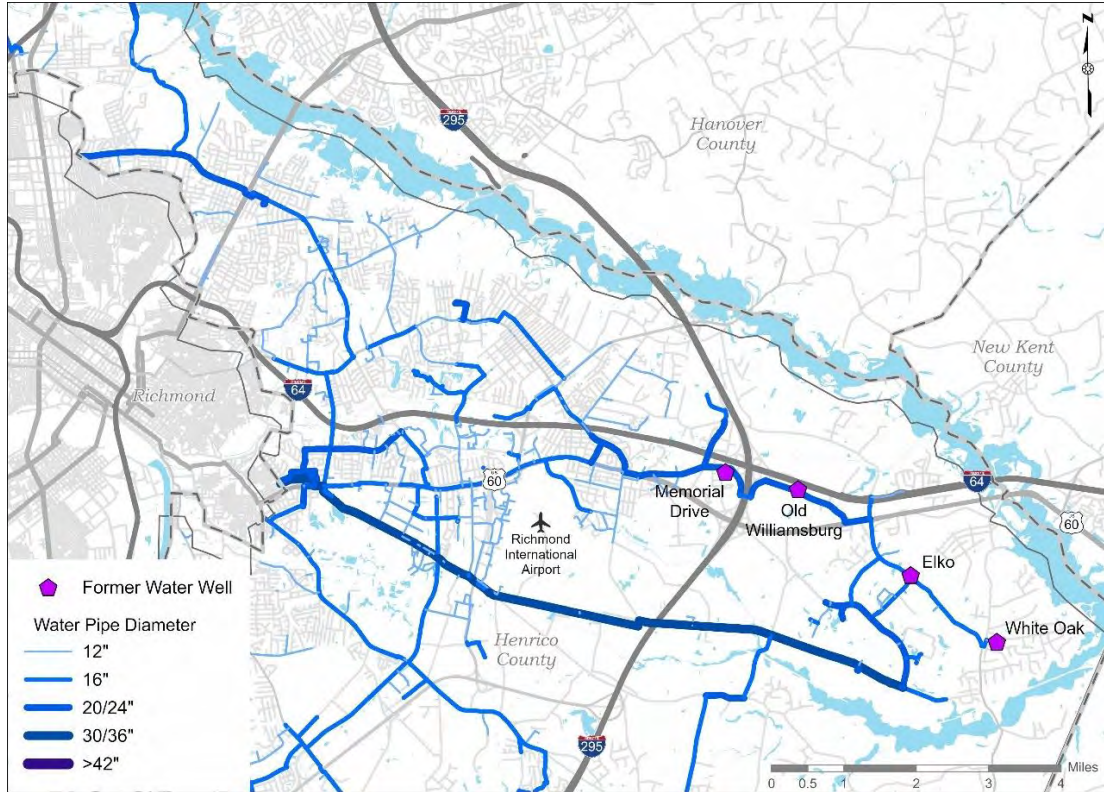 N
295
Hanover
County
New Kent
County
Richmond
64
60
Memorial
Drive
Old
Williamsburg
64
60
Richmond
International
Airport
Elko
White Oak
Henrico
County
295
Former Water Well
Water Pipe Diameter
12"
16"
20/24"
30/36"
>42"
Miles
0 0.5 1 2 3 4